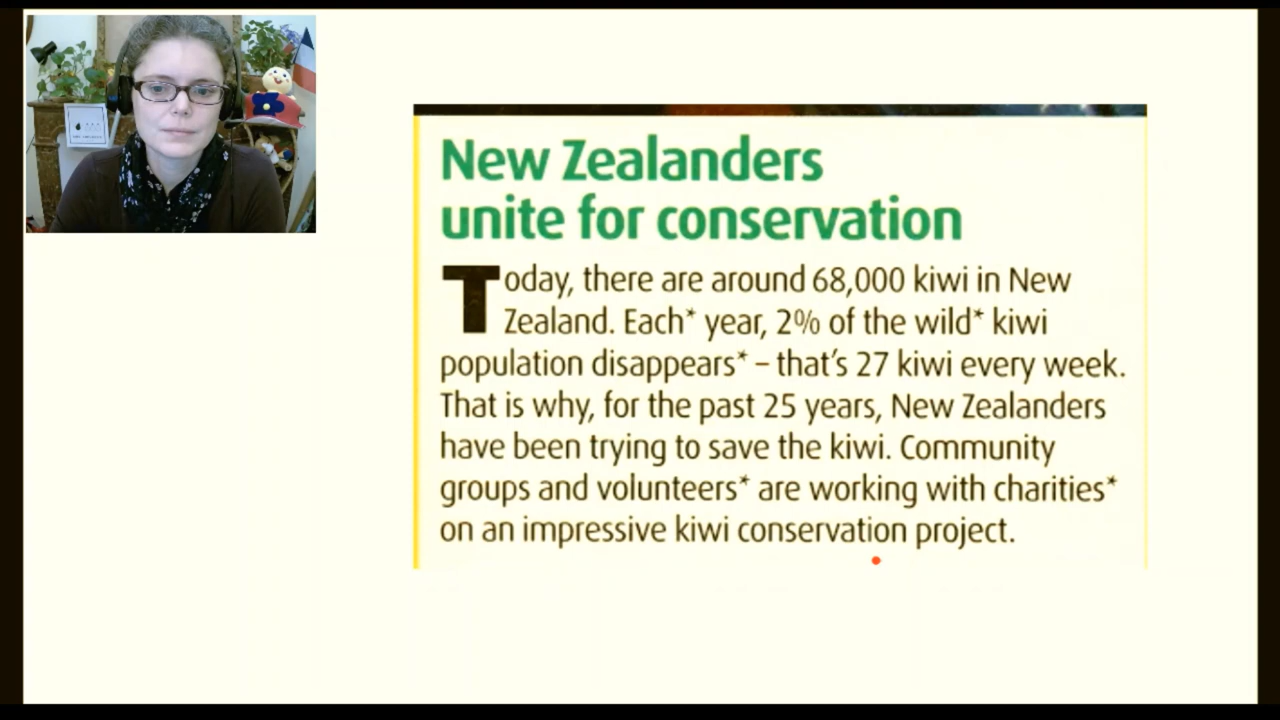 New Zealanders
unite for conservation
Today, there are around 68,000 kiwi in New
Zealand. Each* year, 2% of the wild* kiwi
population disappears* – that's 27 kiwi every week.
That is why, for the past 25 years, New Zealanders
have been trying to save the kiwi. Community
groups and volunteers* are working with charities*
on an impressive kiwi conservation project.